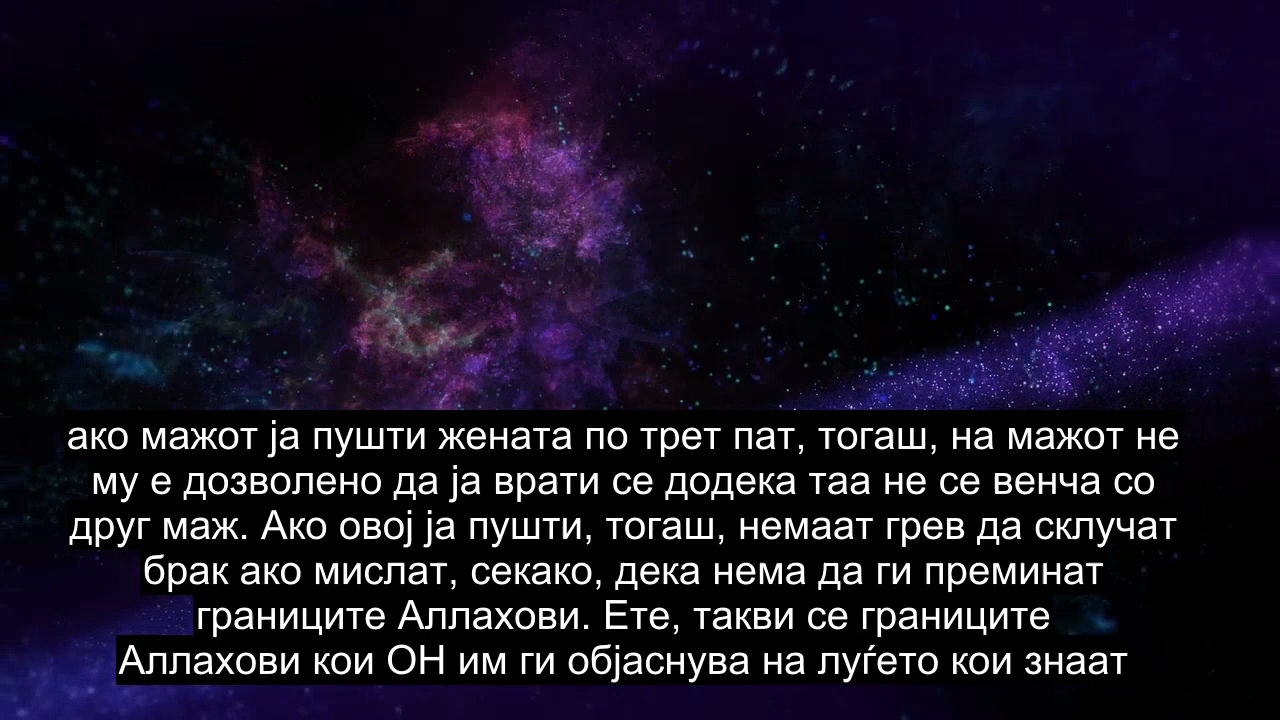 ако мажот ја пушти жената по трет пат, тогаш, на мажот не
му е дозволено да ја врати се додека таа не се венча со
друг маж. Ако овој ја пушти, тогаш, немаат грев да склучат
брак ако мислат, секако, дека нема да ги преминат
границите Аллахови. Ете, такви се границите
Аллахови кои ОН им ги објаснува на луѓето кои знаат